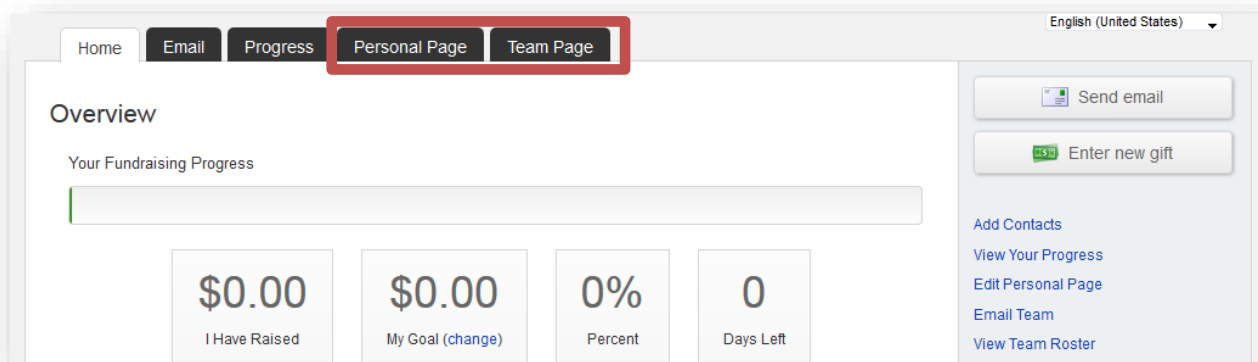 English (United States)
Home Email Progress Personal Page Team Page
Send email
Overview
Enter new gift
Your Fundraising Progress
Add Contacts
View Your Progress
Edit Personal Page
Email Team
View Team Roster
$0.00 $0.00 0% 0
I Have Raised My Goal (change) Percent Days Left